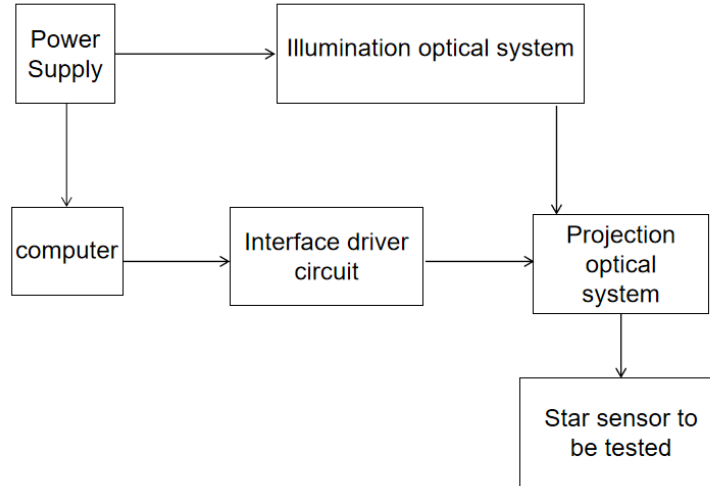 Power
Supply
Illumination optical system
computer
Interface driver
circuit
Projection
optical
system
Star sensor to
be tested